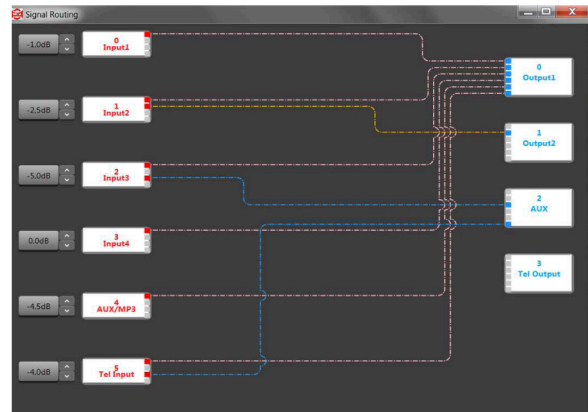 Signal Routing
-1.0dB
0
Input1
0
Output1
-2.5dB
1
Input2
1
Output2
-5.0dB
2
Input3
2
AUX
0.0dB
3
Input4
3
Tel Output
-4.5dB
4
AUX/MP3
-4.0dB
5
Tel Input